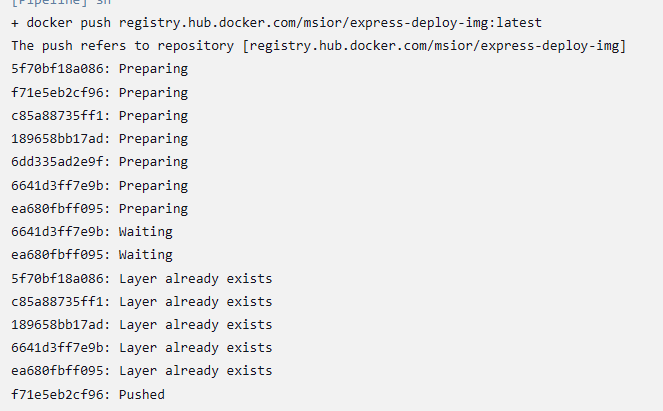 [Pipeline] sh
+ docker push registry.hub.docker.com/msior/express-deploy-img:latest
The push refers to repository [registry.hub.docker.com/msior/express-deploy-img]
5f70bf18a086: Preparing
f71e5eb2cf96: Preparing
c85a88735ff1: Preparing
189658bb17ad: Preparing
6dd335ad2e9f: Preparing
6641d3ff7e9b: Preparing
ea680fbff095: Preparing
6641d3ff7e9b: Waiting
ea680fbff095: Waiting
5f70bf18a086: Layer already exists
c85a88735ff1: Layer already exists
189658bb17ad: Layer already exists
6641d3ff7e9b: Layer already exists
ea680fbff095: Layer already exists
f71e5eb2cf96: Pushed